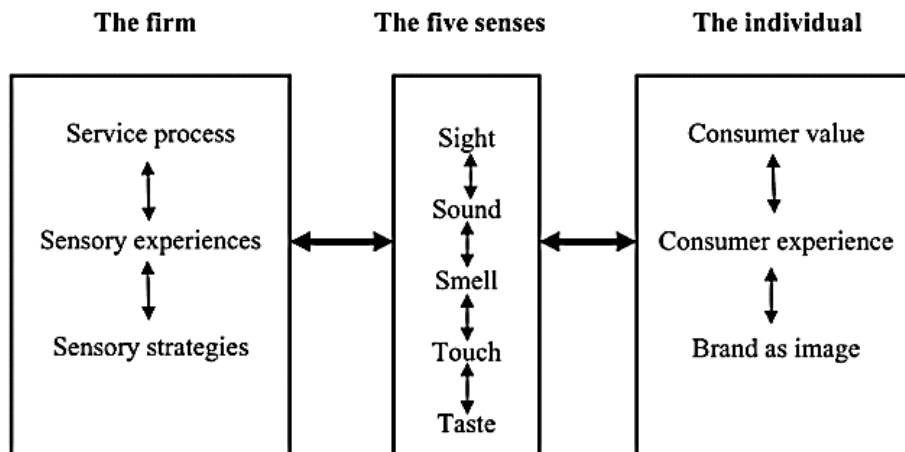 The firm
The five senses
The individual
Service process
Sensory experiences
Sensory strategies
Sight
Sound
Smell
Touch
Taste
Consumer value
Consumer experience
Brand as image